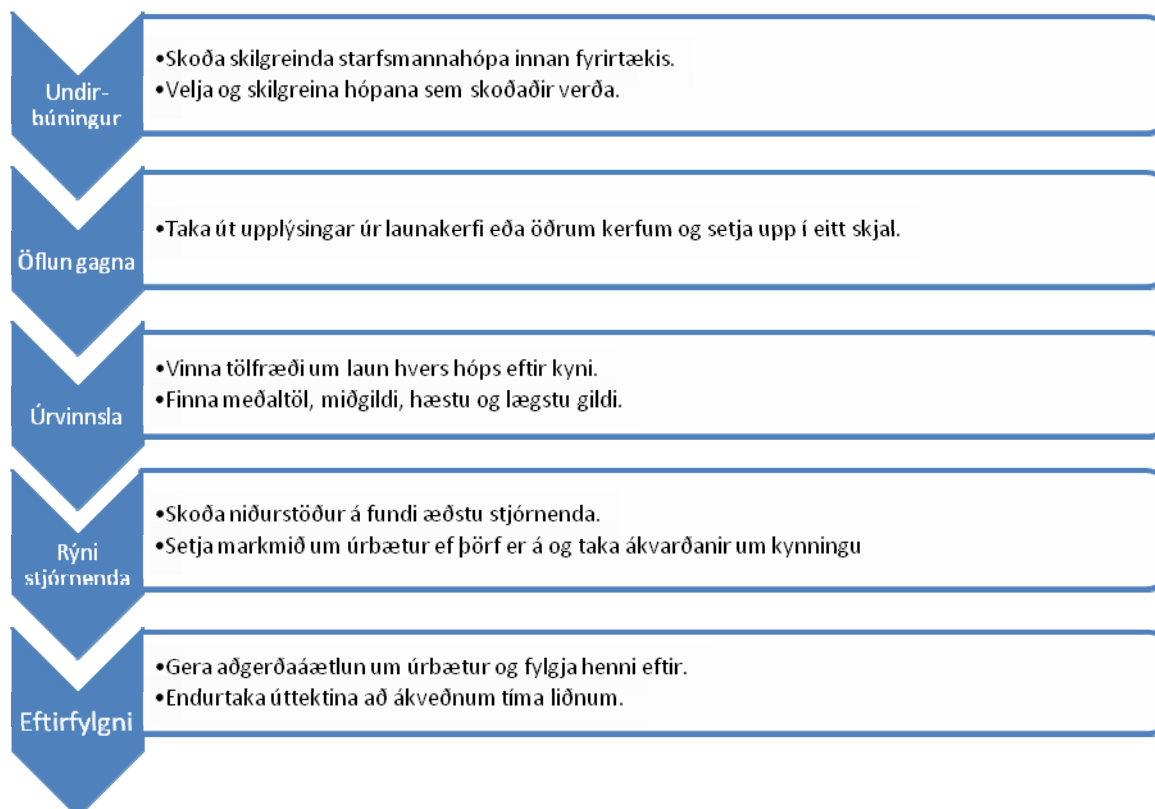 Undir-
búningur
•Skoða skilgreinda starfsmannahópa innan fyrirtækis.
•Velja og skilgreina hópana sem skoðaðir verða.
Öflun gagna
•Taka út upplýsingar úr launakerfi eða öðrum kerfum og setja upp í eitt skjal.
Úrvinnsla
•Vinna tölfræði um laun hvers hóps eftir kyni.
•Finna meðaltöl, miðgildi, hæstu og lægstu gildi.
Rýni
stjórnenda
•Skoða niðurstöður á fundi æðstu stjórnenda.
•Setja markmið um úrbætur ef þörf er á og taka ákvarðanir um kynningu
Eftirfylgni
•Gera aðgerðaáætlun um úrbætur og fylgja henni eftir.
•Endurtaka úttektina að ákveðnum tíma liðnum.